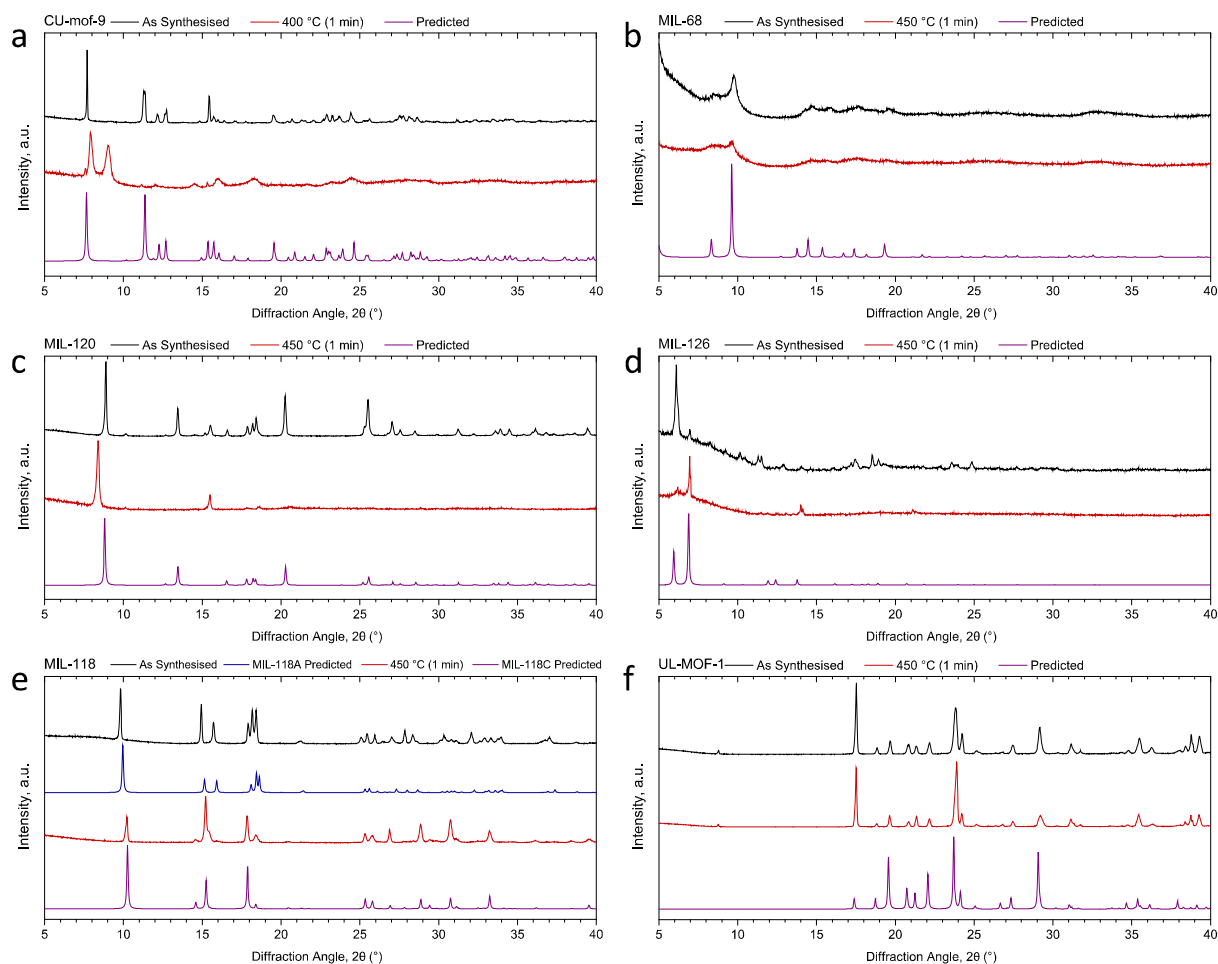 a
CU-mof-9 As Synthesised 400 °C (1 min) Predicted
Intensity, a.u.
5 10 15 20 25 30 35 40
Diffraction Angle, 2θ (°)
b
MIL-68 As Synthesised 450 °C (1 min) Predicted
Intensity, a.u.
5 10 15 20 25 30 35 40
Diffraction Angle, 2θ (°)
c
MIL-120 As Synthesised 450 °C (1 min) Predicted
Intensity, a.u.
5 10 15 20 25 30 35 40
Diffraction Angle, 2θ (°)
d
MIL-126 As Synthesised 450 °C (1 min) Predicted
Intensity, a.u.
5 10 15 20 25 30 35 40
Diffraction Angle, 2θ (°)
e
MIL-118 As Synthesised MIL-118A Predicted 450 °C (1 min) MIL-118C Predicted
Intensity, a.u.
5 10 15 20 25 30 35 40
Diffraction Angle, 2θ (°)
f
UL-MOF-1 As Synthesised 450 °C (1 min) Predicted
Intensity, a.u.
5 10 15 20 25 30 35 40
Diffraction Angle, 2θ (°)